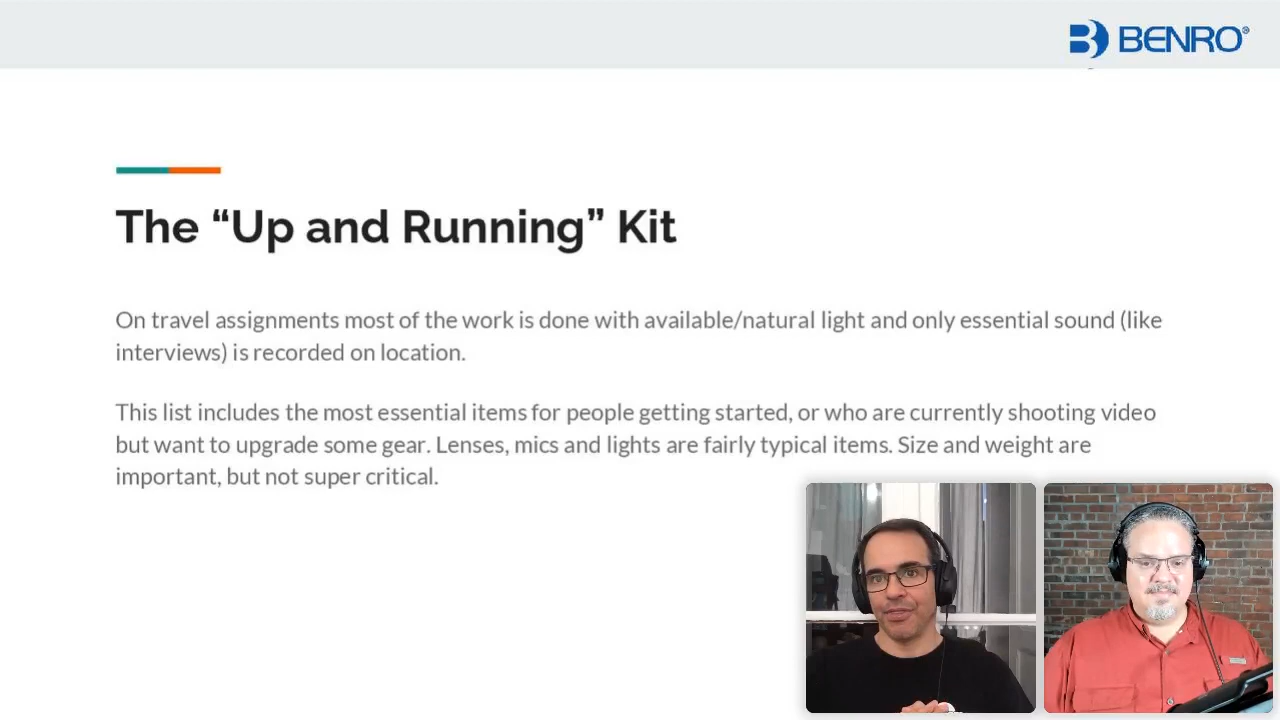 BENRO®
The “Up and Running” Kit
On travel assignments most of the work is done with available/natural light and only essential sound (like
interviews) is recorded on location.
This list includes the most essential items for people getting started, or who are currently shooting video
but want to upgrade some gear. Lenses, mics and lights are fairly typical items. Size and weight are
important, but not super critical.